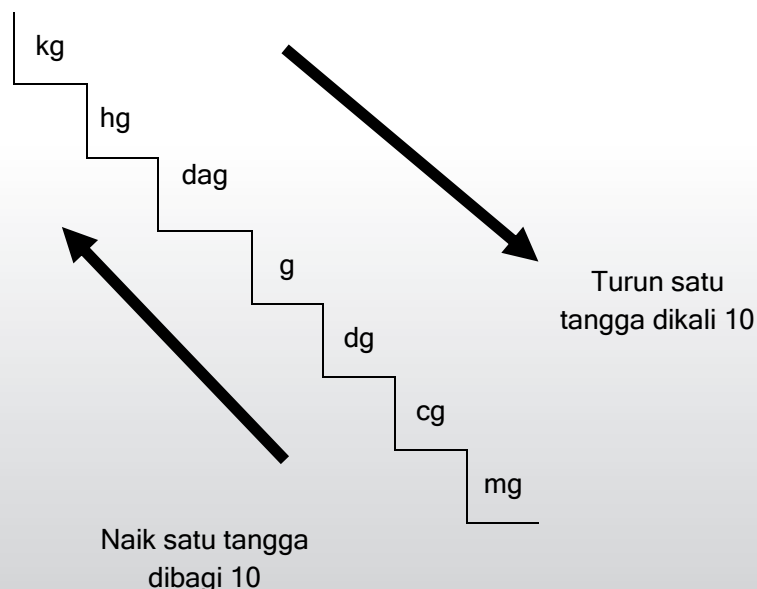 kg
hg
dag
g
dg
cg
mg
Turun satu
tangga dikali 10
Naik satu tangga
dibagi 10